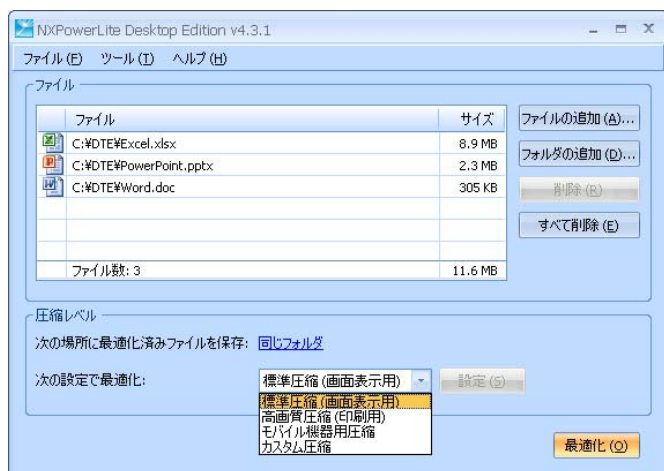 NXPowerLite Desktop Edition v4.3.1
ファイル(F) ツール(T) ヘルプ(H)
ファイル
ファイル サイズ
C:¥DTE¥Excel.xlsx 8.9 MB
C:¥DTE¥PowerPoint.pptx 2.3 MB
C:¥DTE¥Word.doc 305 KB
ファイル数: 3 11.6 MB
ファイルの追加(A)...
フォルダの追加(D)...
削除(R)
すべて削除(E)
圧縮レベル
次の場所に最適化済みファイルを保存: 同じフォルダ
次の設定で最適化: 標準圧縮(画面表示用) 設定(S)
標準圧縮(画面表示用)
高画質圧縮(印刷用)
モバイル機器用圧縮
カスタム圧縮
最適化(O)